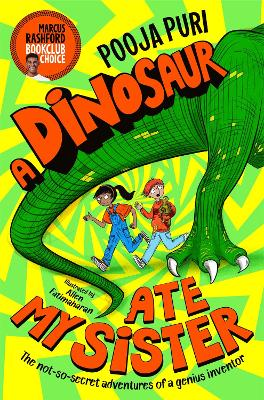 MARCUS
RASHFORD
BOOKCLUB
CHOICE
POOJA PURI
A DINOSAUR
ATE
MY SISTER
Illustrated by
Allen
Fatimaharan
The not-so-secret adventures of a genius inventor